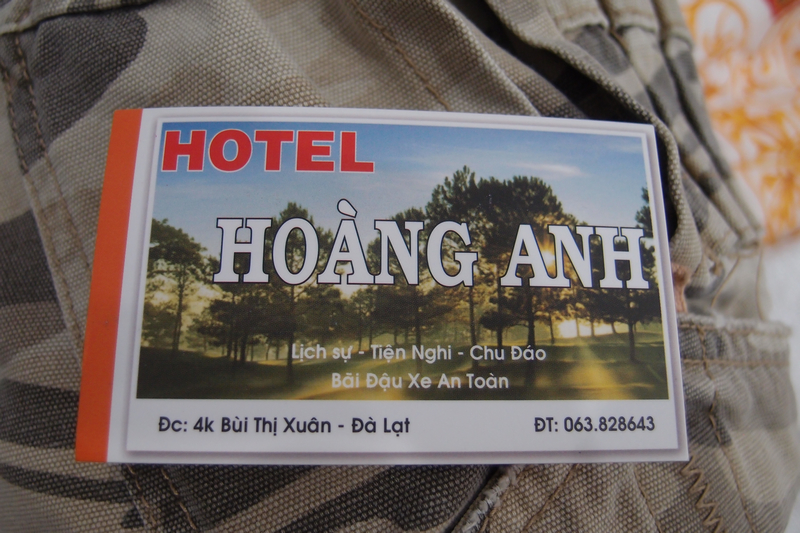 HOTEL
HOÀNG ANH
Lịch sự - Tiện Nghi - Chu Đáo
Bãi Đậu Xe An Toàn
Đc: 4k Bùi Thị Xuân - Đà Lạt
ĐT: 063.828643